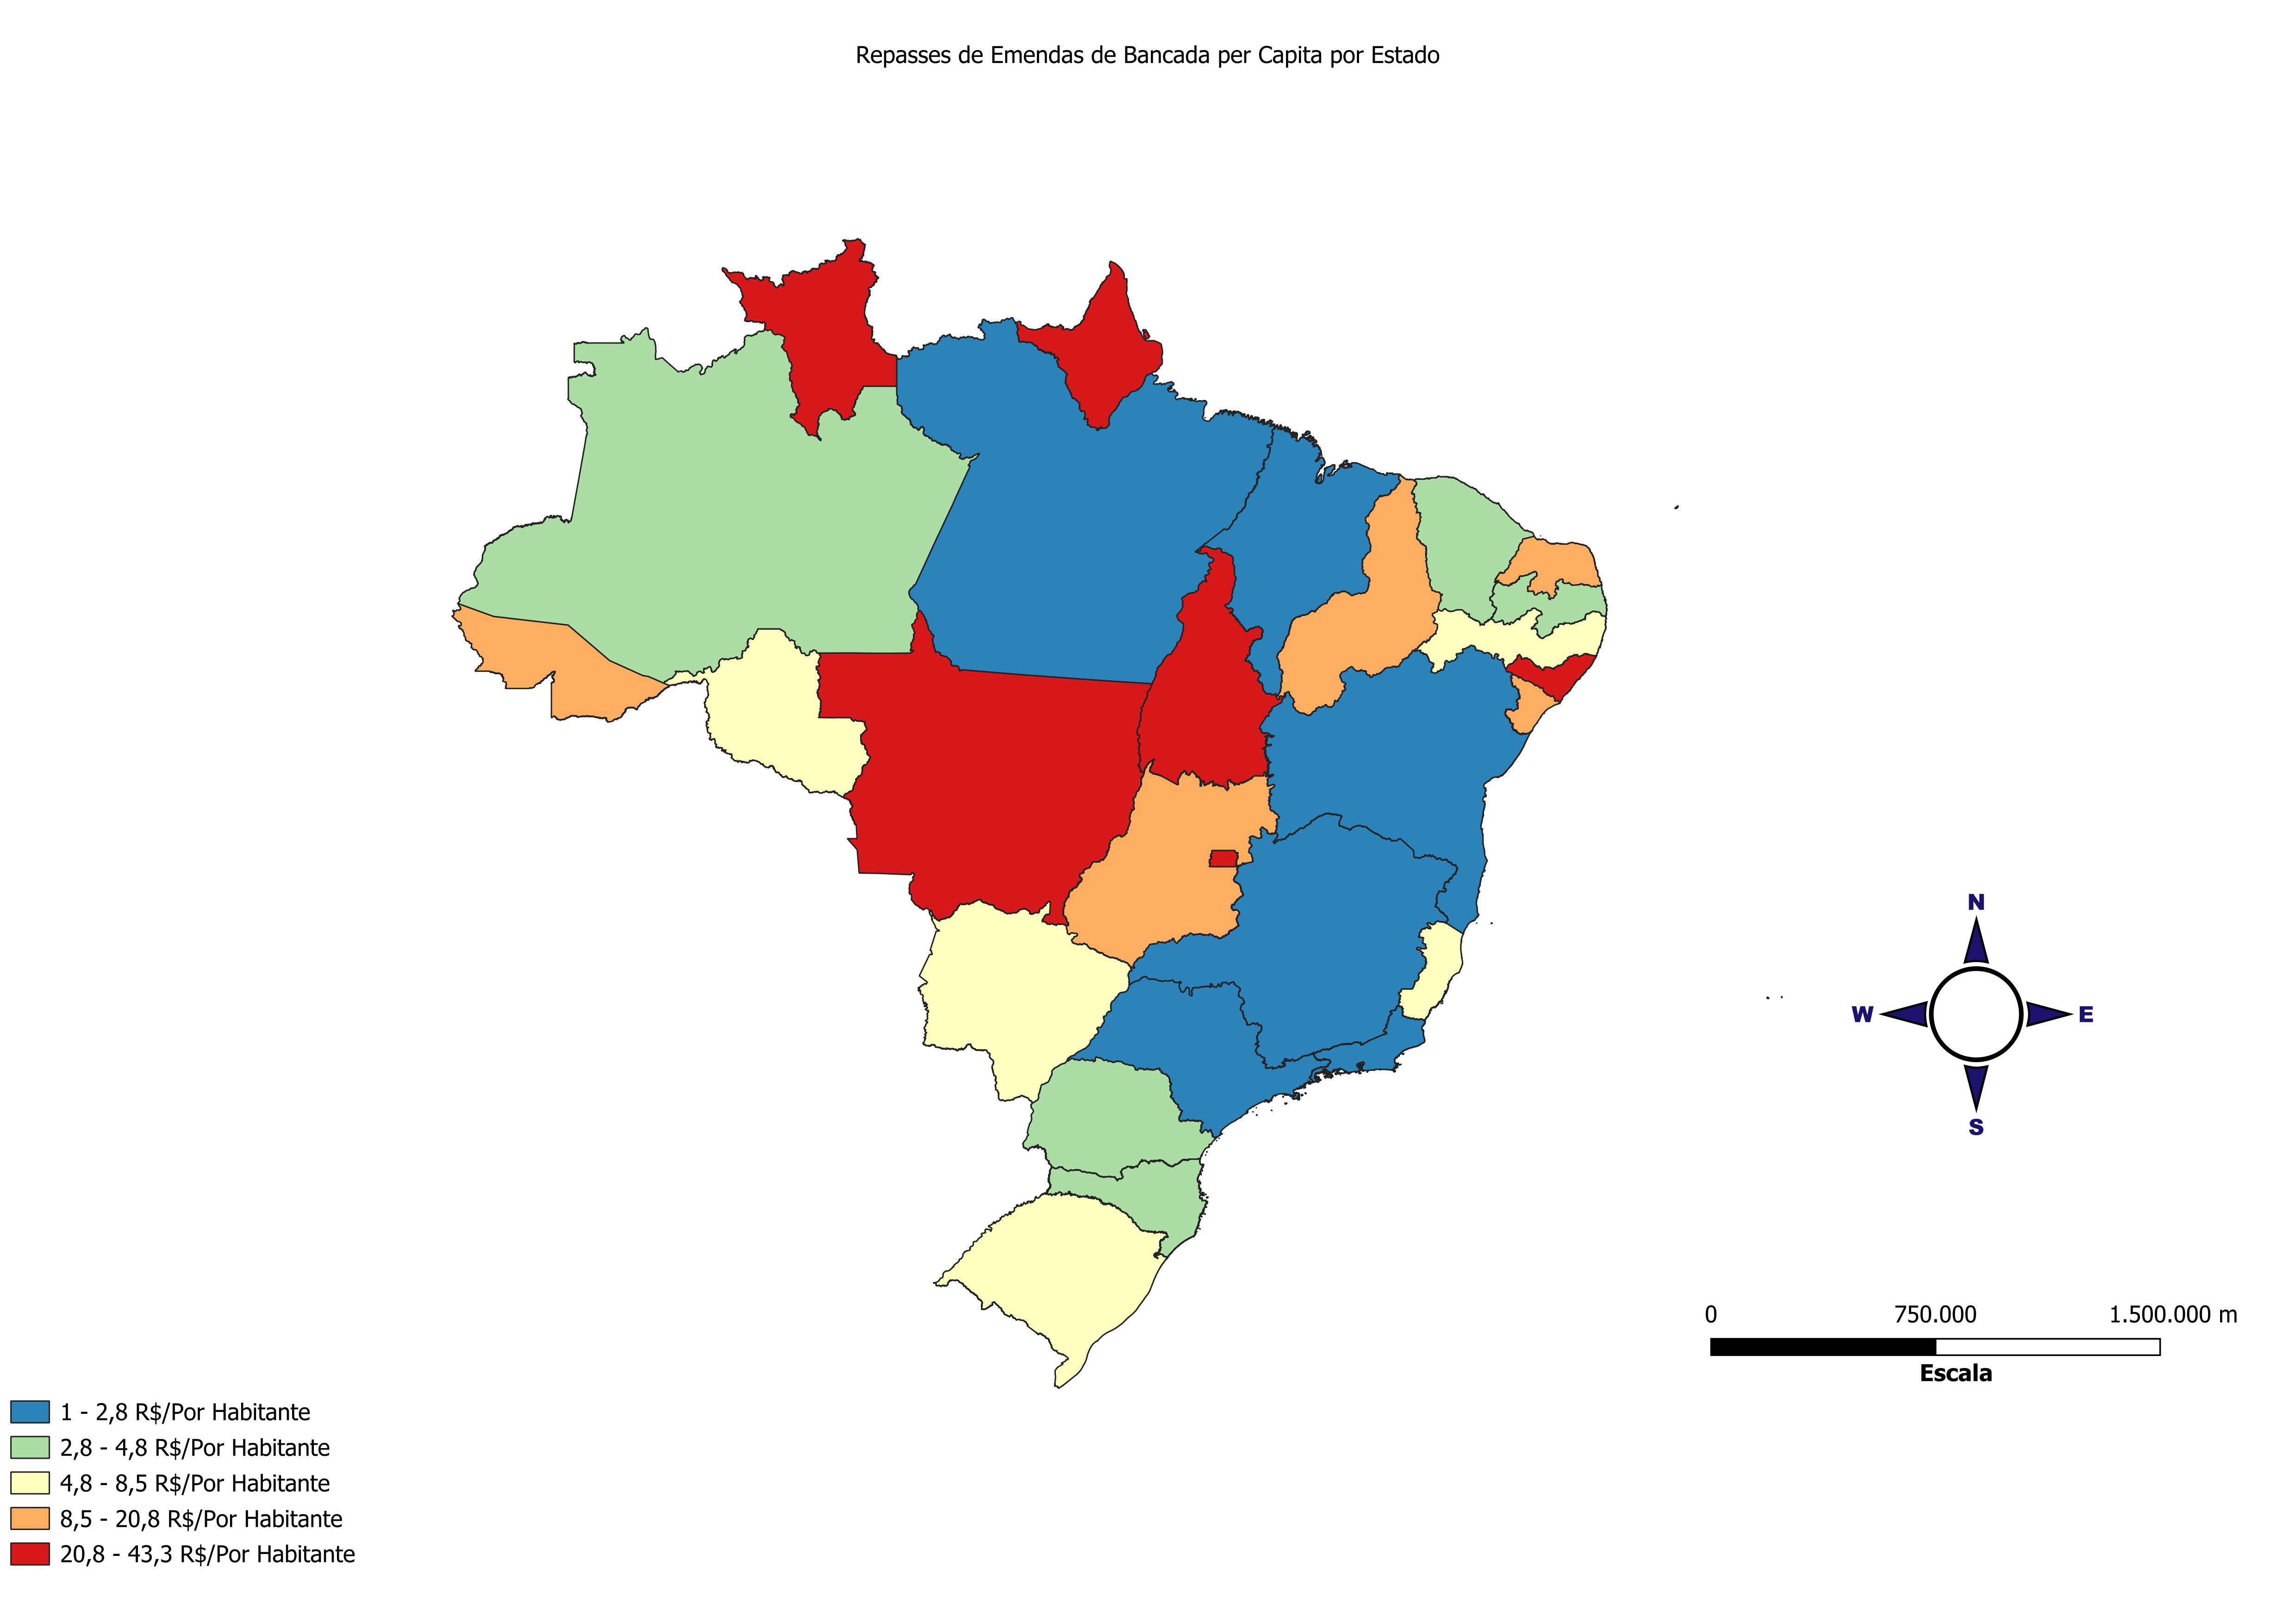 Repasses de Emendas de Bancada per Capita por Estado
N
W
E
S
0 750.000 1.500.000 m
Escala
1 - 2,8 R$/Por Habitante
2,8 - 4,8 R$/Por Habitante
4,8 - 8,5 R$/Por Habitante
8,5 - 20,8 R$/Por Habitante
20,8 - 43,3 R$/Por Habitante